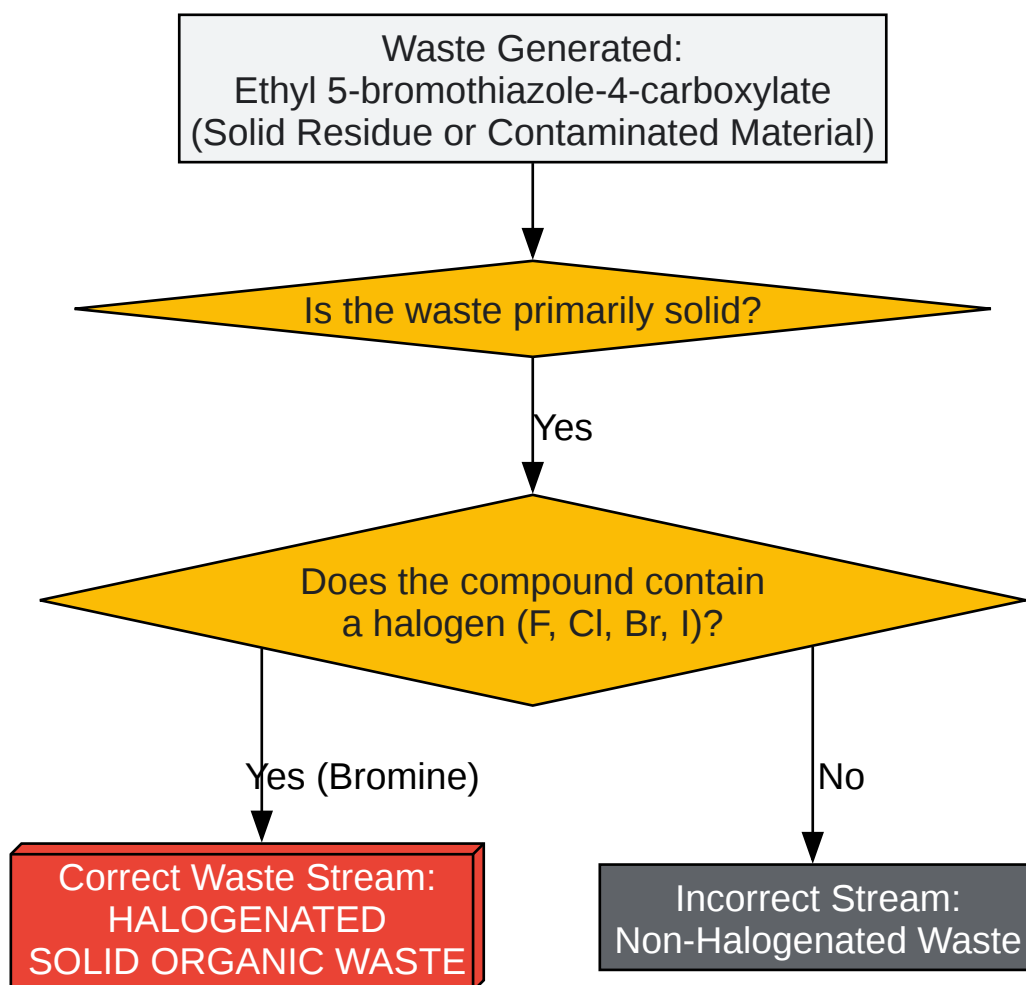 Waste Generated:
Ethyl 5-bromothiazole-4-carboxylate
(Solid Residue or Contaminated Material)
Is the waste primarily solid?
Yes
Does the compound contain
a halogen (F, Cl, Br, I)?
Yes (Bromine)
No
Correct Waste Stream:
HALOGENATED
SOLID ORGANIC WASTE
Incorrect Stream:
Non-Halogenated Waste